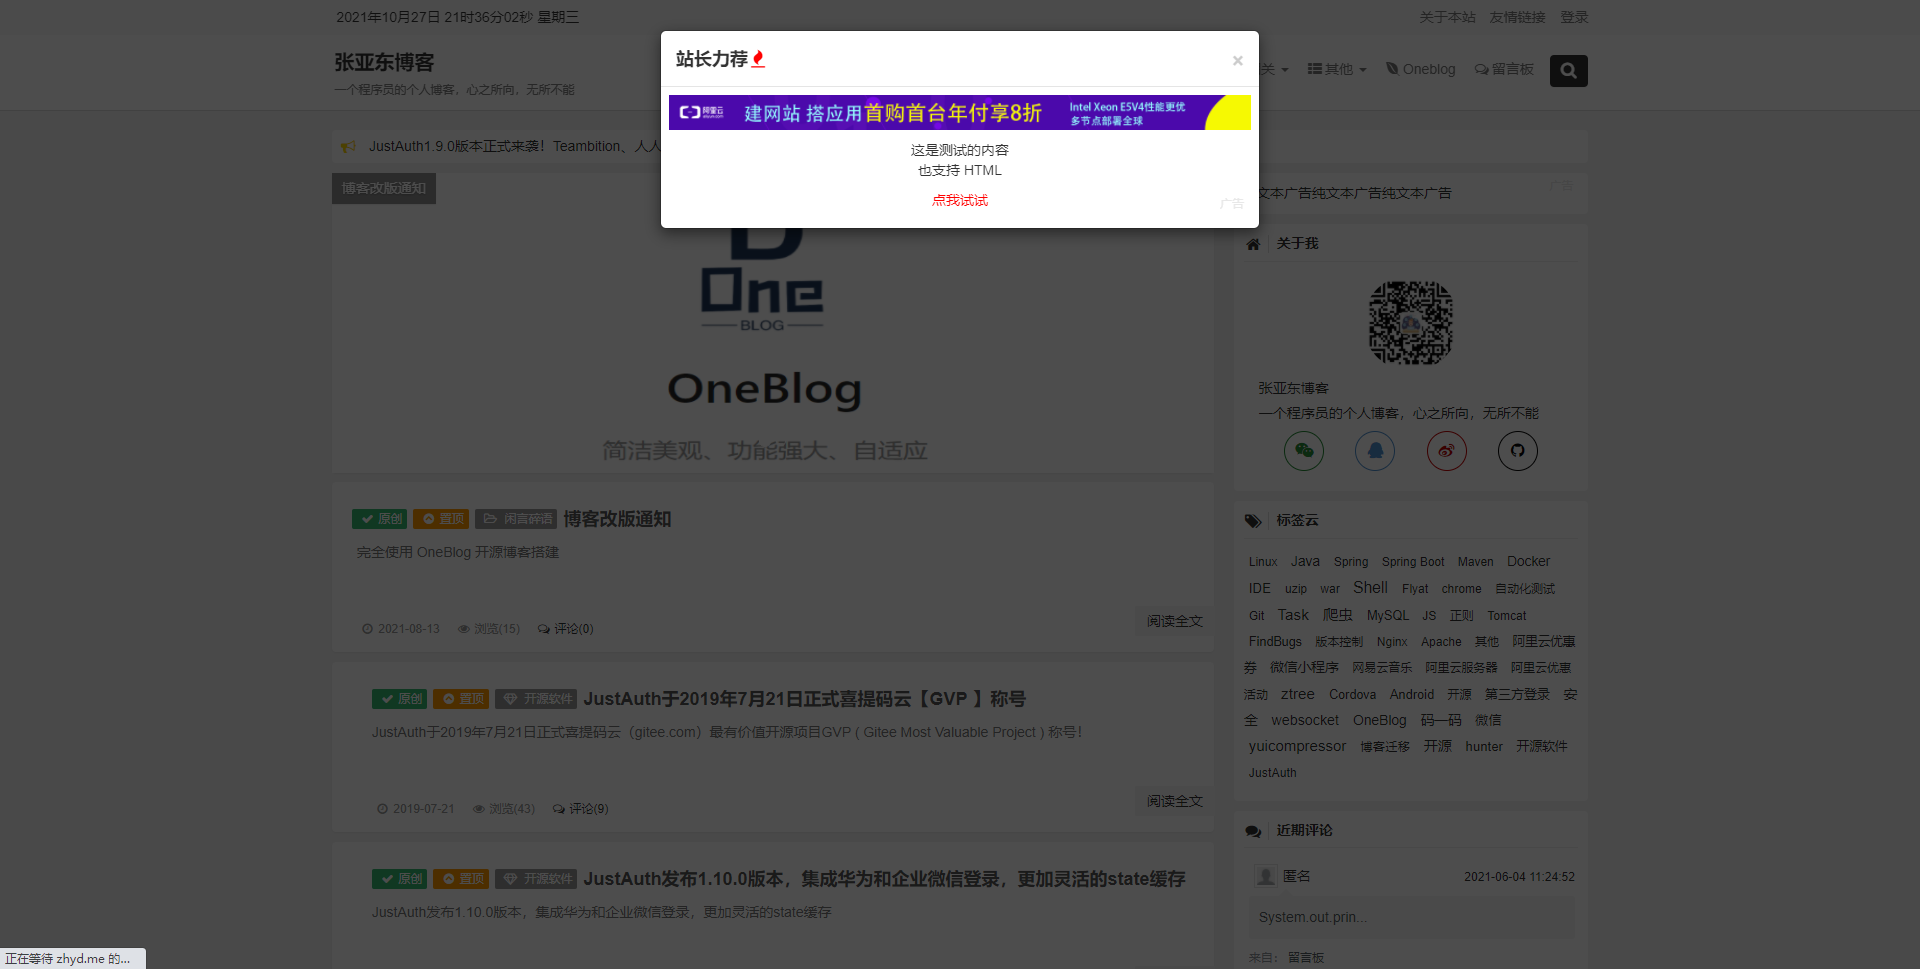 2021年10月27日 21时36分02秒 星期三
关于本站 友情链接 登录
张亚东博客
一个程序员的个人博客，心之所向，无所不能
关 其他 Oneblog 留言板
站长力荐
×
阿里云 建网站 搭应用首购首台年付享8折 Intel Xeon E5V4性能更优
多节点部署全球
这是测试的内容
也支持 HTML
点我试试
广告
JustAuth1.9.0版本正式来袭！Teambition、人人
文本广告纯文本广告纯文本广告
广告
博客改版通知
One
BLOG
OneBlog
简洁美观、功能强大、自适应
原创 置顶 闲言碎语 博客改版通知
完全使用 OneBlog 开源博客搭建
2021-08-13 浏览(15) 评论(0)
阅读全文
原创 置顶 开源软件 JustAuth于2019年7月21日正式喜提码云【GVP 】称号
JustAuth于2019年7月21日正式喜提码云（gitee.com）最有价值开源项目GVP ( Gitee Most Valuable Project ) 称号！
2019-07-21 浏览(43) 评论(9)
阅读全文
原创 置顶 开源软件 JustAuth发布1.10.0版本，集成华为和企业微信登录，更加灵活的state缓存
JustAuth发布1.10.0版本，集成华为和企业微信登录，更加灵活的state缓存
关于我
张亚东博客
一个程序员的个人博客，心之所向，无所不能
标签云
Linux Java Spring Spring Boot Maven Docker
IDE uzip war Shell Flyat chrome 自动化测试
Git Task 爬虫 MySQL JS 正则 Tomcat
FindBugs 版本控制 Nginx Apache 其他 阿里云优惠
券 微信小程序 网易云音乐 阿里云服务器 阿里云优惠
活动 ztree Cordova Android 开源 第三方登录 安
全 websocket OneBlog 码一码 微信
yuicompressor 博客迁移 开源 hunter 开源软件
JustAuth
近期评论
匿名 2021-06-04 11:24:52
System.out.prin...
来自： 留言板
正在等待 zhyd.me 的...